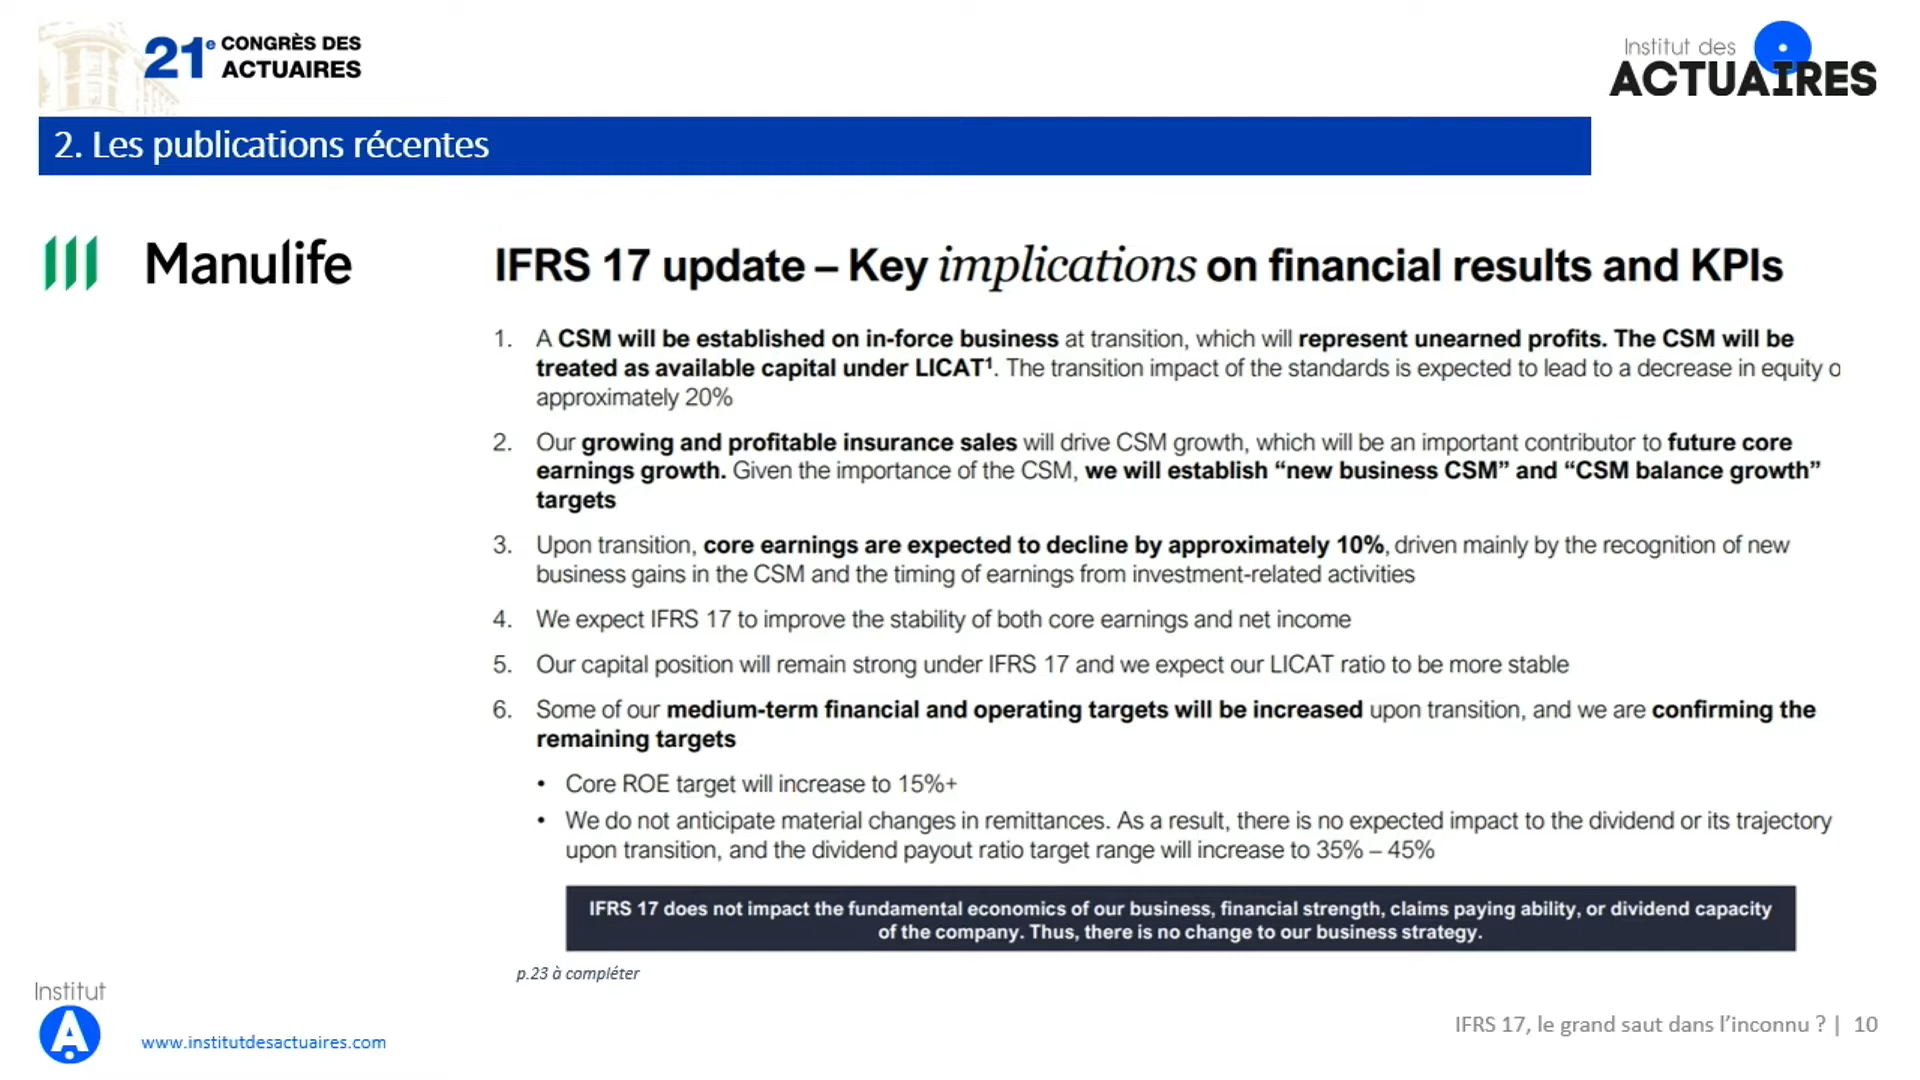 21e CONGRÈS DES
ACTUAIRES
Institut des
ACTUAIRES
2. Les publications récentes
Manulife
IFRS 17 update – Key implications on financial results and KPIs
1. A CSM will be established on in-force business at transition, which will represent unearned profits. The CSM will be
treated as available capital under LICAT¹. The transition impact of the standards is expected to lead to a decrease in equity o
approximately 20%
2. Our growing and profitable insurance sales will drive CSM growth, which will be an important contributor to future core
earnings growth. Given the importance of the CSM, we will establish “new business CSM” and “CSM balance growth”
targets
3. Upon transition, core earnings are expected to decline by approximately 10%, driven mainly by the recognition of new
business gains in the CSM and the timing of earnings from investment-related activities
4. We expect IFRS 17 to improve the stability of both core earnings and net income
5. Our capital position will remain strong under IFRS 17 and we expect our LICAT ratio to be more stable
6. Some of our medium-term financial and operating targets will be increased upon transition, and we are confirming the
remaining targets
• Core ROE target will increase to 15%+
• We do not anticipate material changes in remittances. As a result, there is no expected impact to the dividend or its trajectory
upon transition, and the dividend payout ratio target range will increase to 35% – 45%
IFRS 17 does not impact the fundamental economics of our business, financial strength, claims paying ability, or dividend capacity
of the company. Thus, there is no change to our business strategy.
p.23 à compléter
Institut
A
www.institutdesactuaires.com
IFRS 17, le grand saut dans l’inconnu ? | 10